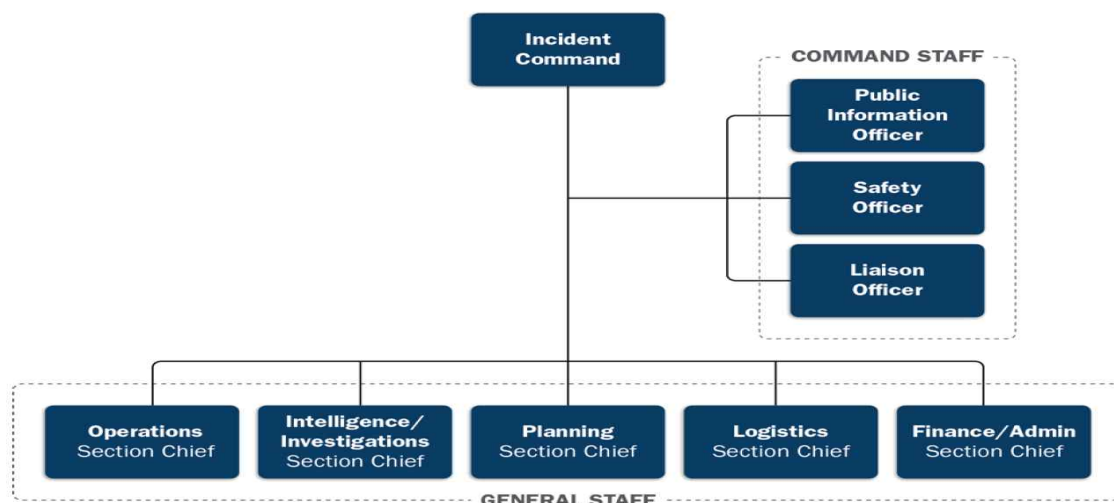 Incident
Command
COMMAND STAFF
Public
Information
Officer
Safety
Officer
Liaison
Officer
Operations
Section Chief
Intelligence/
Investigations
Section Chief
Planning
Section Chief
Logistics
Section Chief
Finance/Admin
Section Chief
GENERAL STAFF